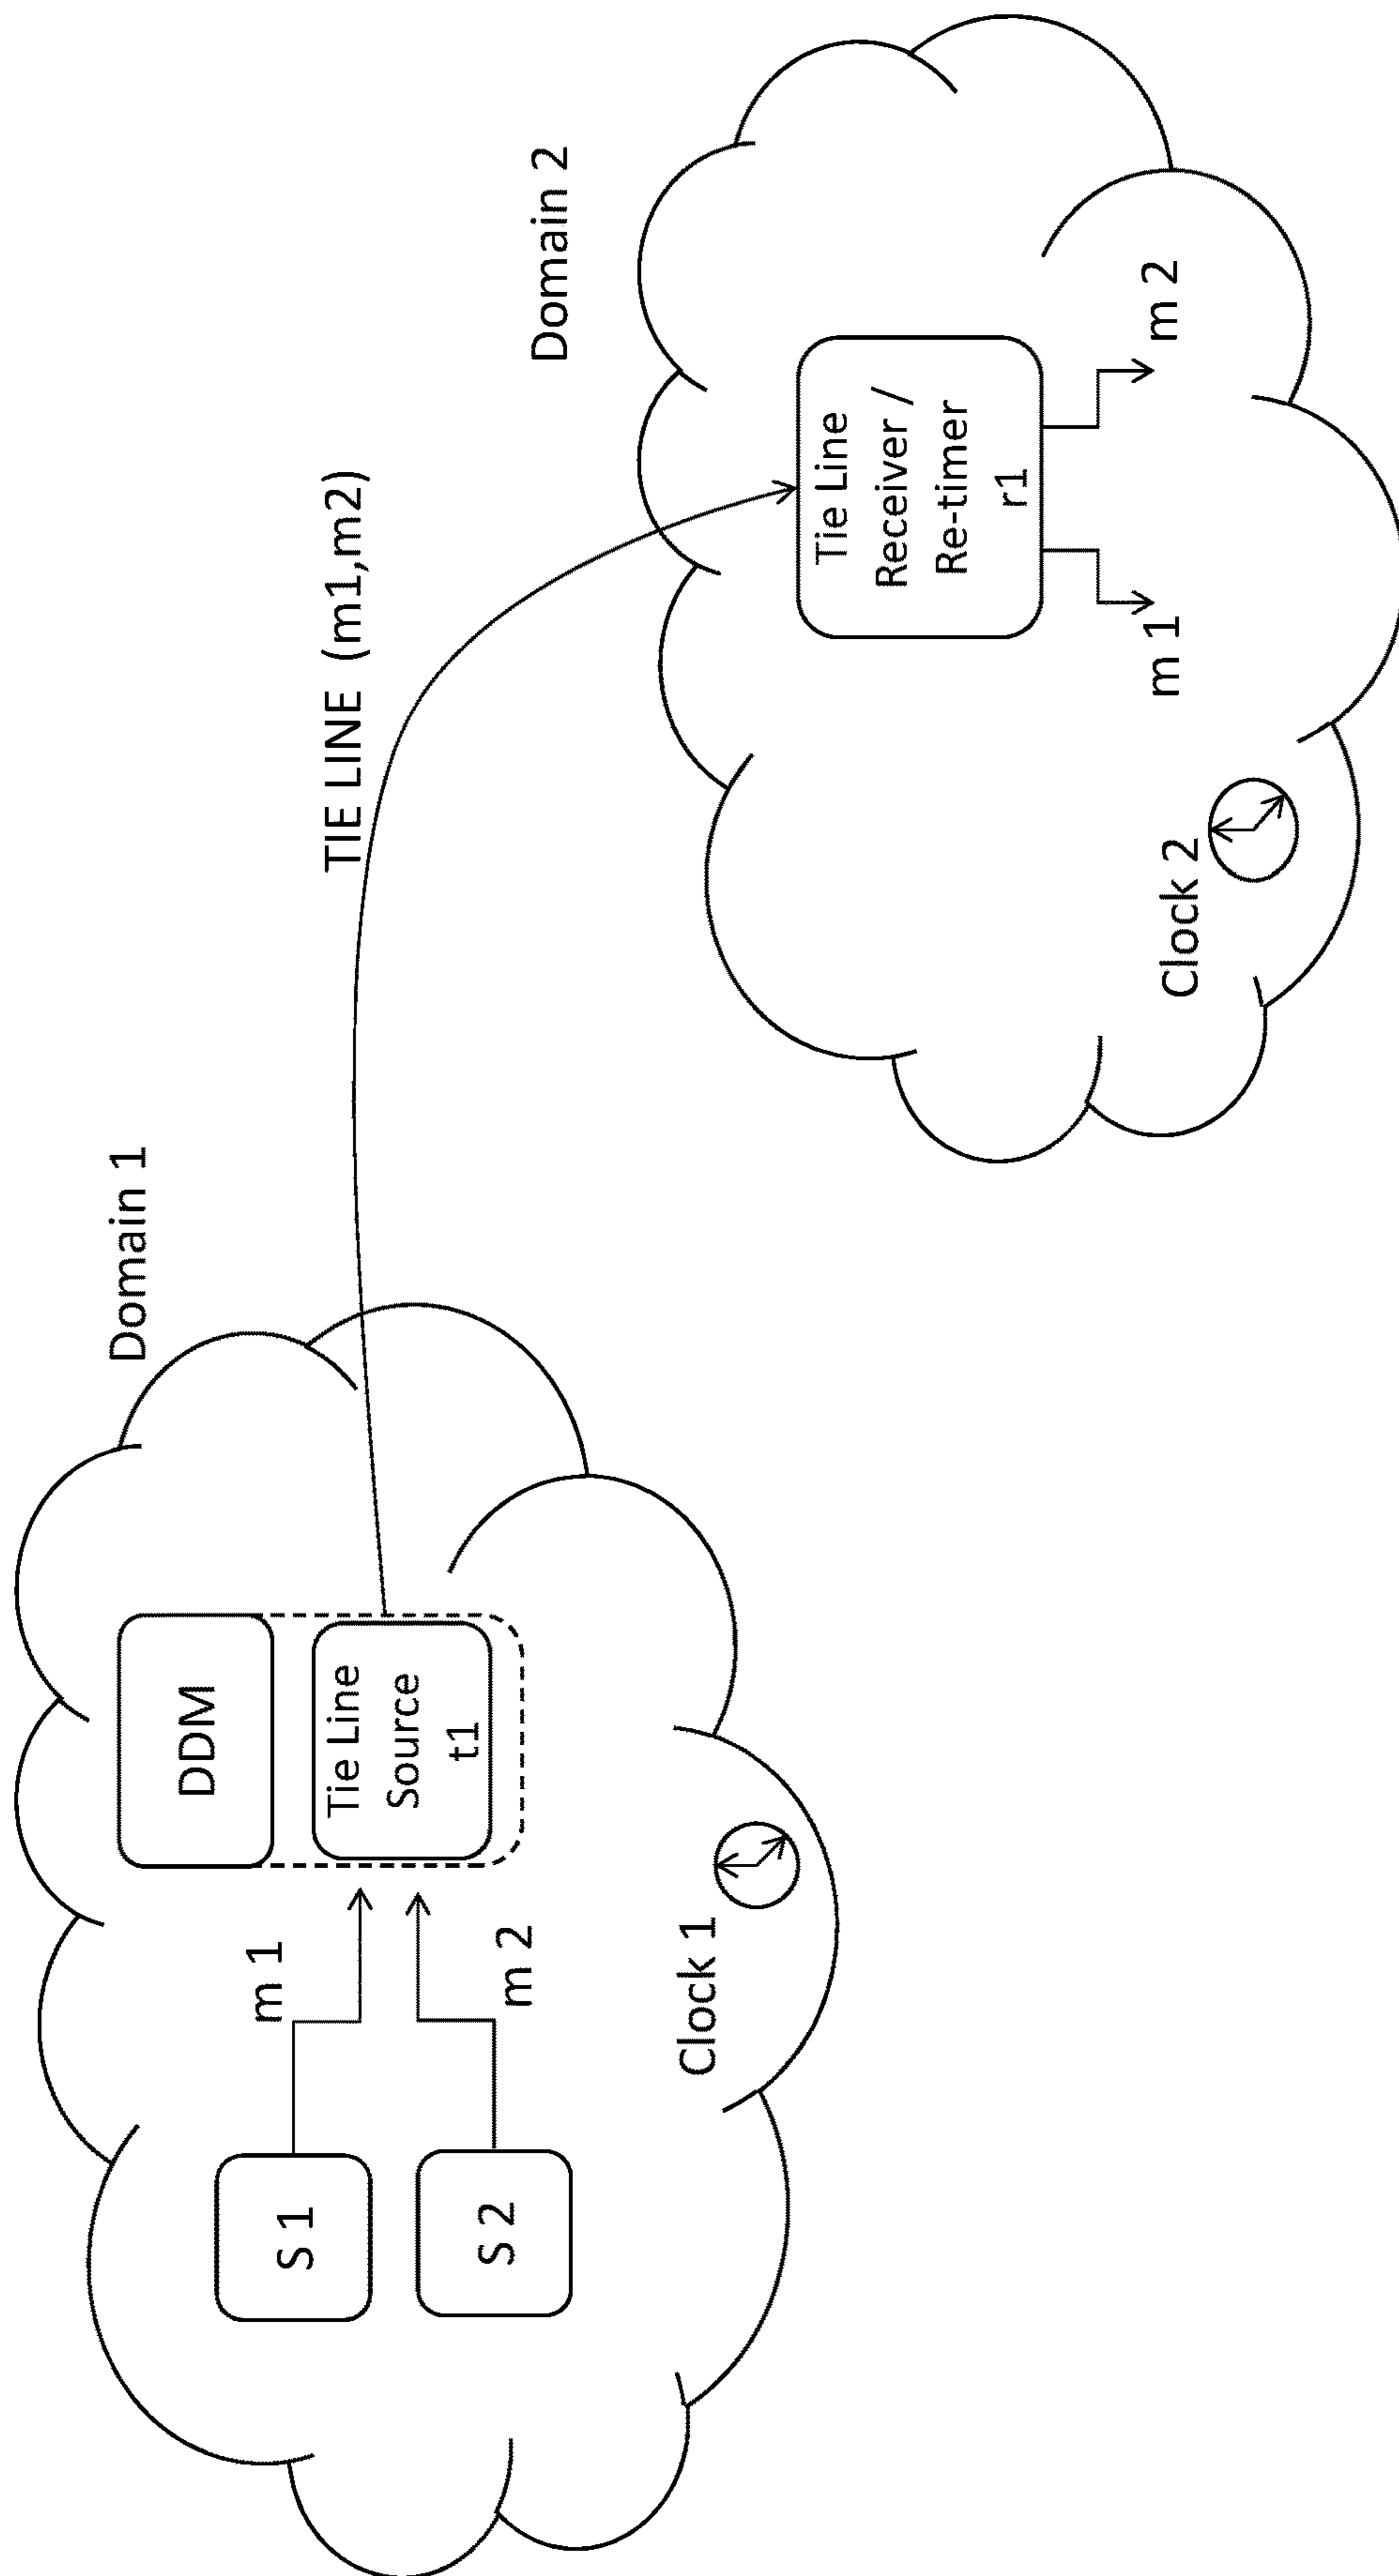 Domain 1
DDM
Tie Line
Source
t1
S 1
m 1
S 2
m 2
Clock 1
TIE LINE (m1,m2)
Domain 2
Tie Line
Receiver /
Re-timer
r1
m 1
m 2
Clock 2